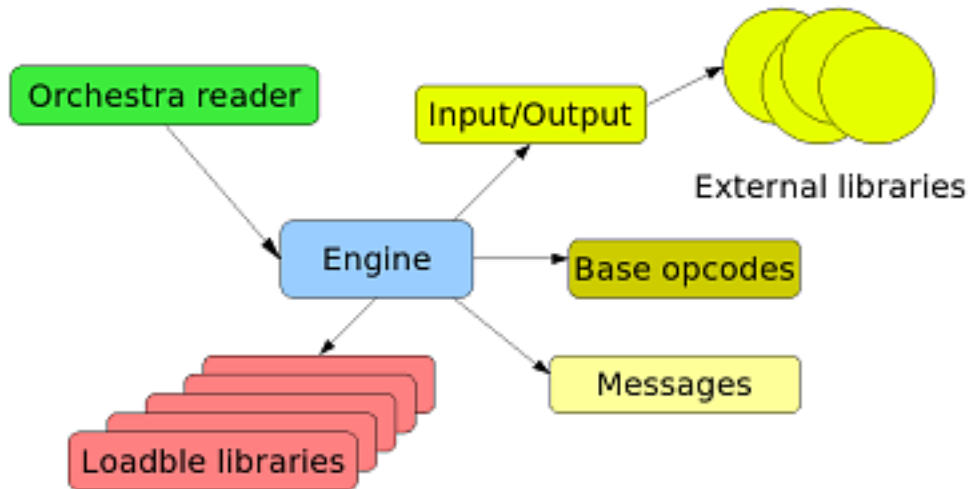 Orchestra reader
Input/Output
External libraries
Engine
Base opcodes
Messages
Loadble libraries